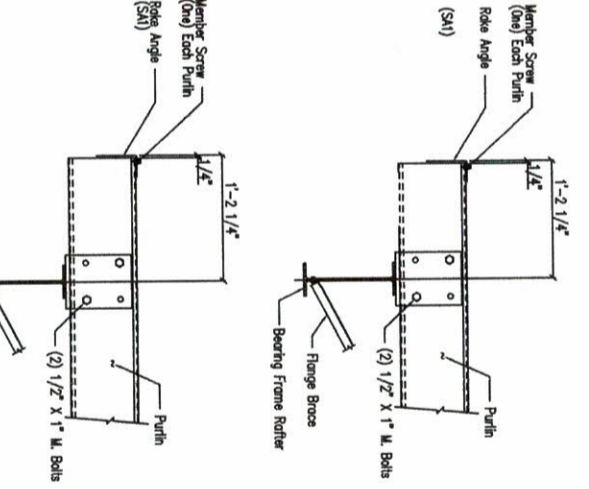 Member Screw
(One) Each Purlin
Rake Angle
(SA1)
1/4"
1'-2 1/4"
Purlin
(2) 1/2" X 1" M. Bolts
Flange Brace
Bearing Frame Rafter
Member Screw
(One) Each Purlin
Rake Angle
(SA1)
1/4"
1'-2 1/4"
Purlin
(2) 1/2" X 1" M. Bolts